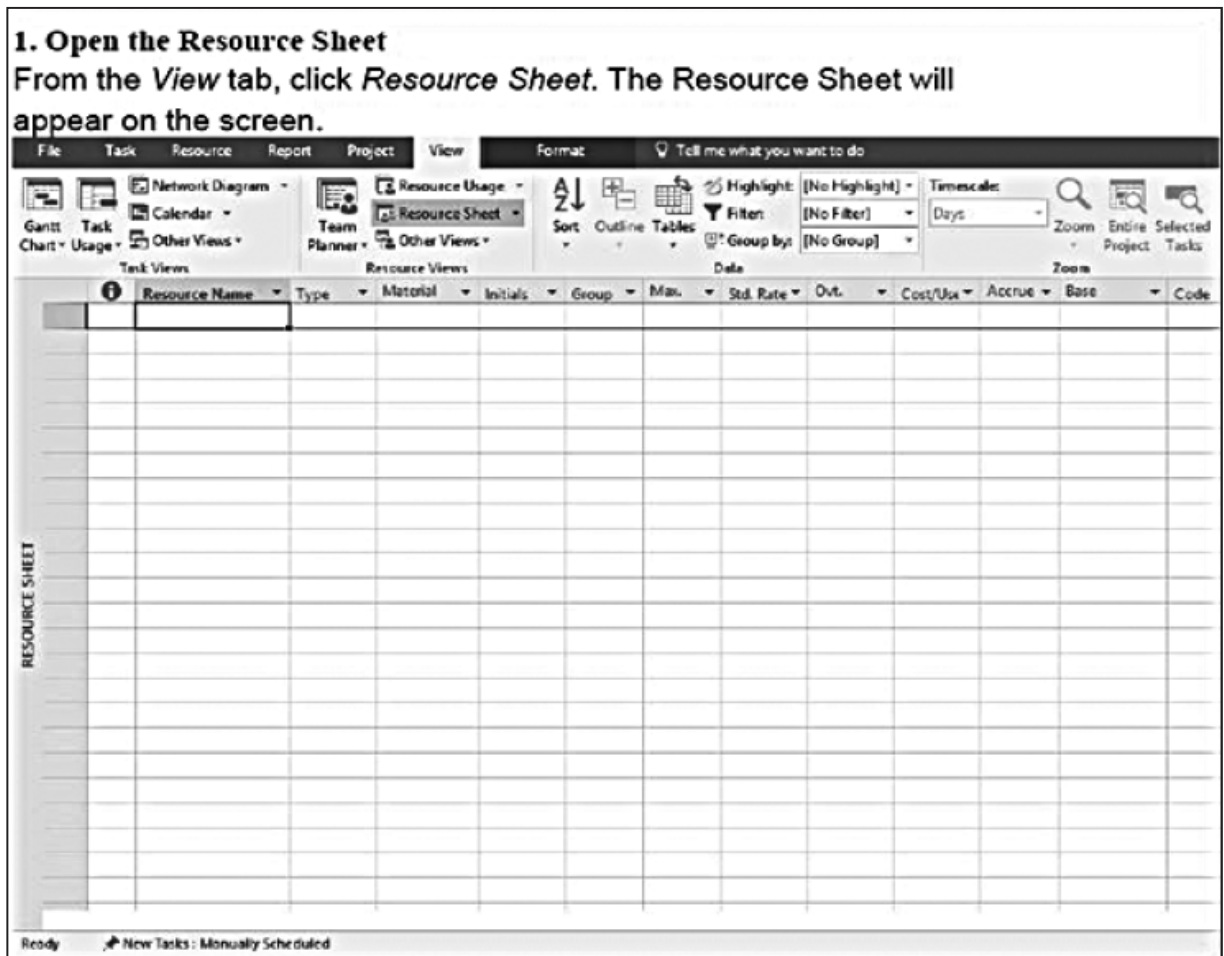 1. Open the Resource Sheet
From the View tab, click Resource Sheet. The Resource Sheet will
appear on the screen.
File Task Resource Report Project View Format Tell me what you want to do
Network Diagram Resource Usage Highlight: [No Highlight] Timescale:
Calendar Resource Sheet Filter: [No Filter] Days
Gantt Task Team Sort Outline Tables Zoom Entire Selected
Chart Usage Other Views Planner Other Views Group by: [No Group] Project Tasks
Task Views Resource Views Data Zoom
Resource Name Type Material Initials Group Max. Std. Rate Ovt. Cost/Use Accrue Base Code
RESOURCE SHEET
Ready New Tasks : Manually Scheduled